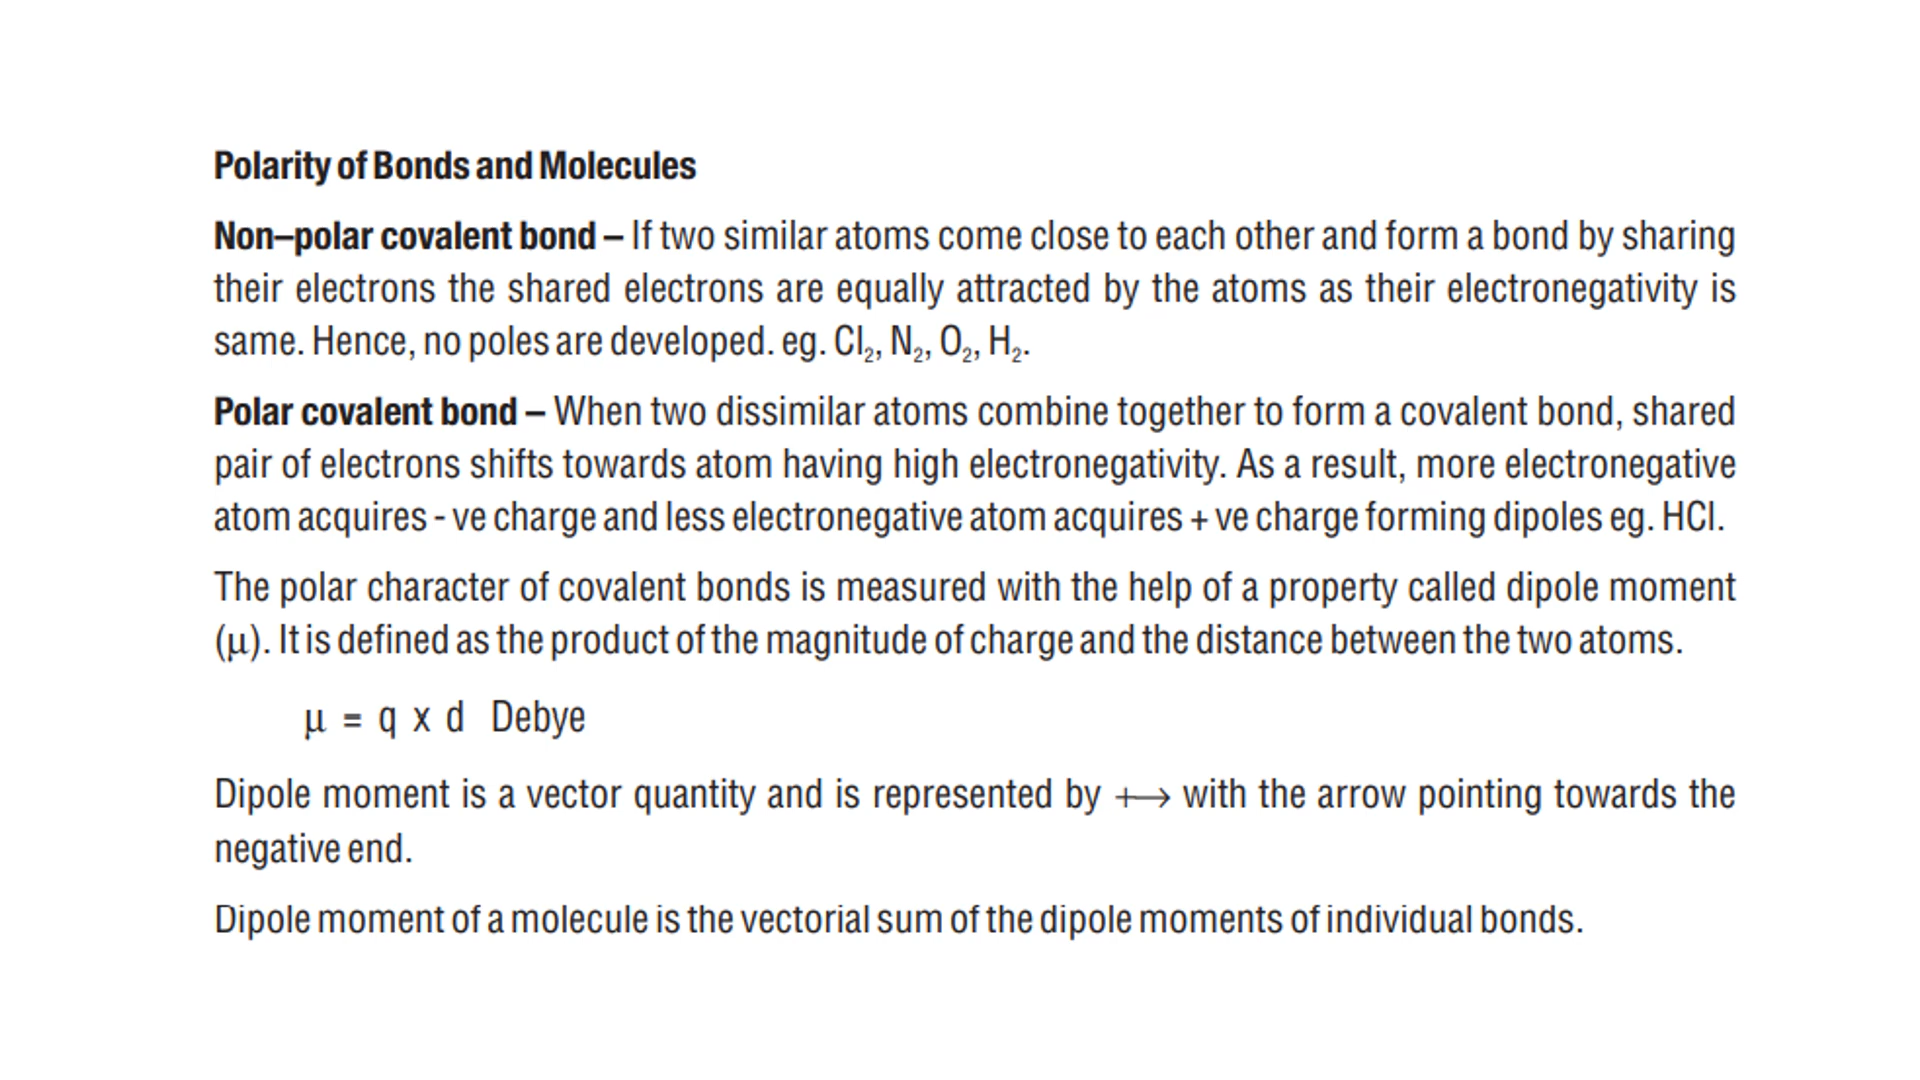 Polarity of Bonds and Molecules
Non–polar covalent bond – If two similar atoms come close to each other and form a bond by sharing
their electrons the shared electrons are equally attracted by the atoms as their electronegativity is
same. Hence, no poles are developed. eg. Cl₂, N₂, O₂, H₂.
Polar covalent bond – When two dissimilar atoms combine together to form a covalent bond, shared
pair of electrons shifts towards atom having high electronegativity. As a result, more electronegative
atom acquires - ve charge and less electronegative atom acquires + ve charge forming dipoles eg. HCl.
The polar character of covalent bonds is measured with the help of a property called dipole moment
(μ). It is defined as the product of the magnitude of charge and the distance between the two atoms.
μ = q x d Debye
Dipole moment is a vector quantity and is represented by ⟼ with the arrow pointing towards the
negative end.
Dipole moment of a molecule is the vectorial sum of the dipole moments of individual bonds.